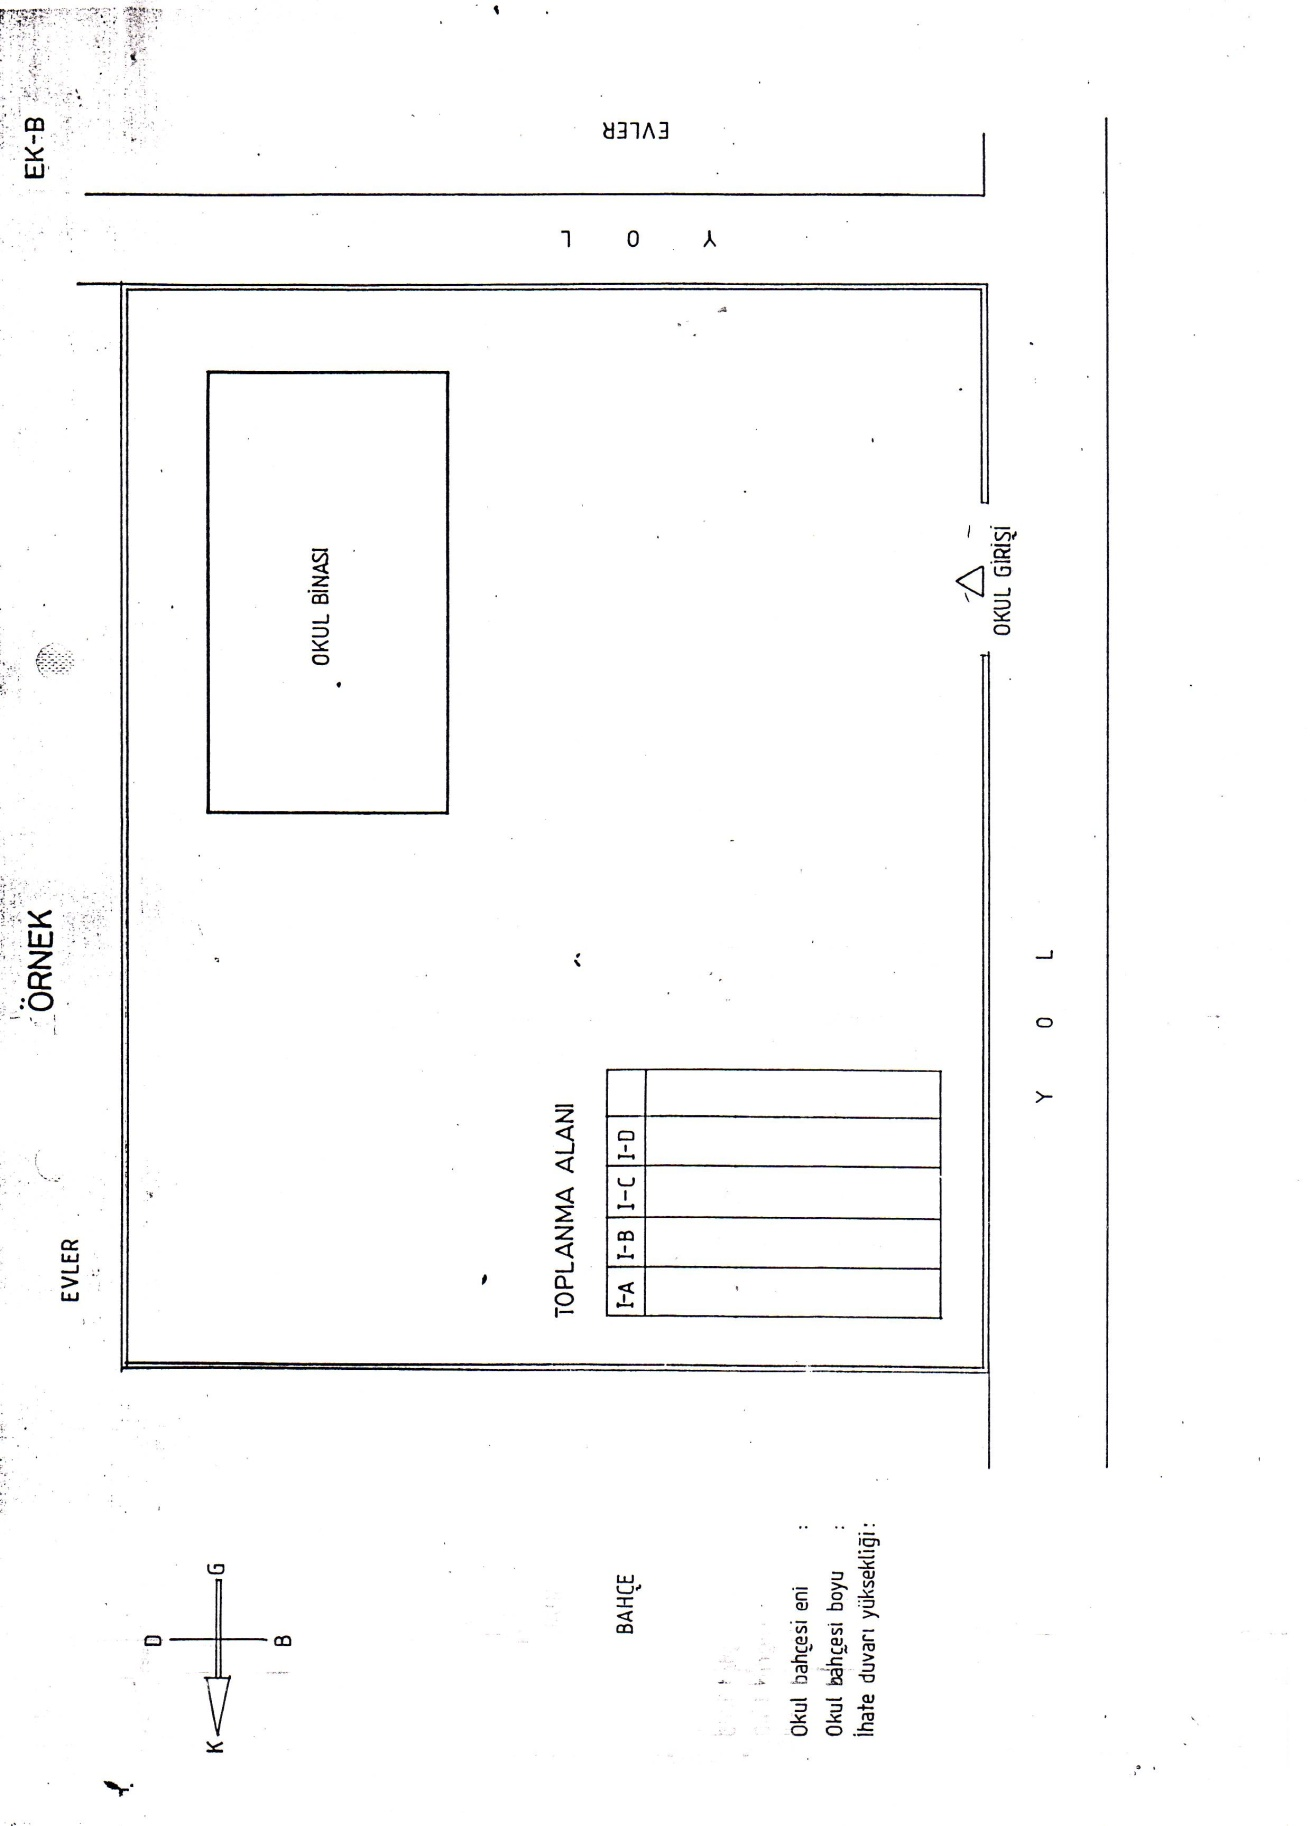 EK-B
ÖRNEK
EVLER
EVLER
Y O L
OKUL BİNASI
TOPLANMA ALANI
I-A I-B I-C I-D
OKUL GİRİŞİ
Y O L
D
K G
B
BAHÇE
Okul bahçesi eni :
Okul bahçesi boyu :
İhate duvarı yüksekliği :